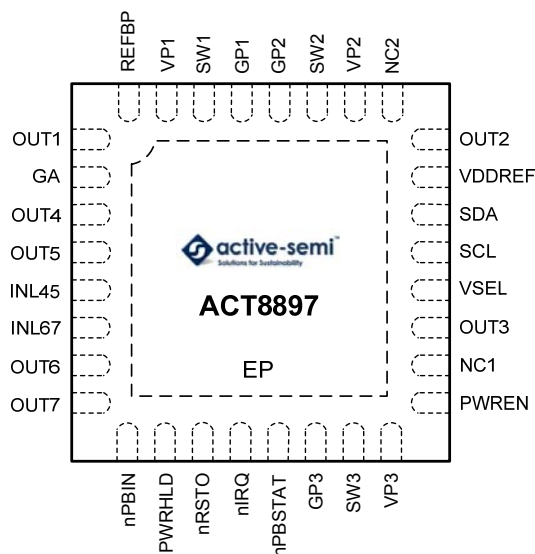 REFBP
VP1
SW1
GP1
GP2
SW2
VP2
NC2
OUT1
GA
OUT4
OUT5
INL45
INL67
OUT6
OUT7
active-semi™
Solutions for Sustainability
ACT8897
EP
OUT2
VDDREF
SDA
SCL
VSEL
OUT3
NC1
PWREN
nPBIN
PWRHLD
nRSTO
nIRQ
nPBSTAT
GP3
SW3
VP3